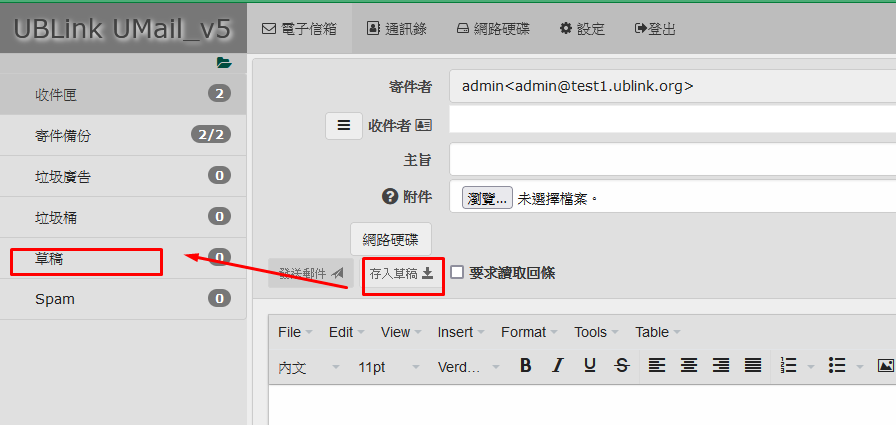 UBLink UMail_v5
電子信箱 通訊錄 網路硬碟 設定 登出
收件匣 2
寄件備份 2/2
垃圾廣告 0
垃圾桶 0
草稿 0
Spam 0
寄件者 admin<admin@test1.ublink.org>
收件者
主旨
附件 瀏覽... 未選擇檔案。
網路硬碟
發送郵件 存入草稿 要求讀取回條
File Edit View Insert Format Tools Table
內文 11pt Verd... B I U S